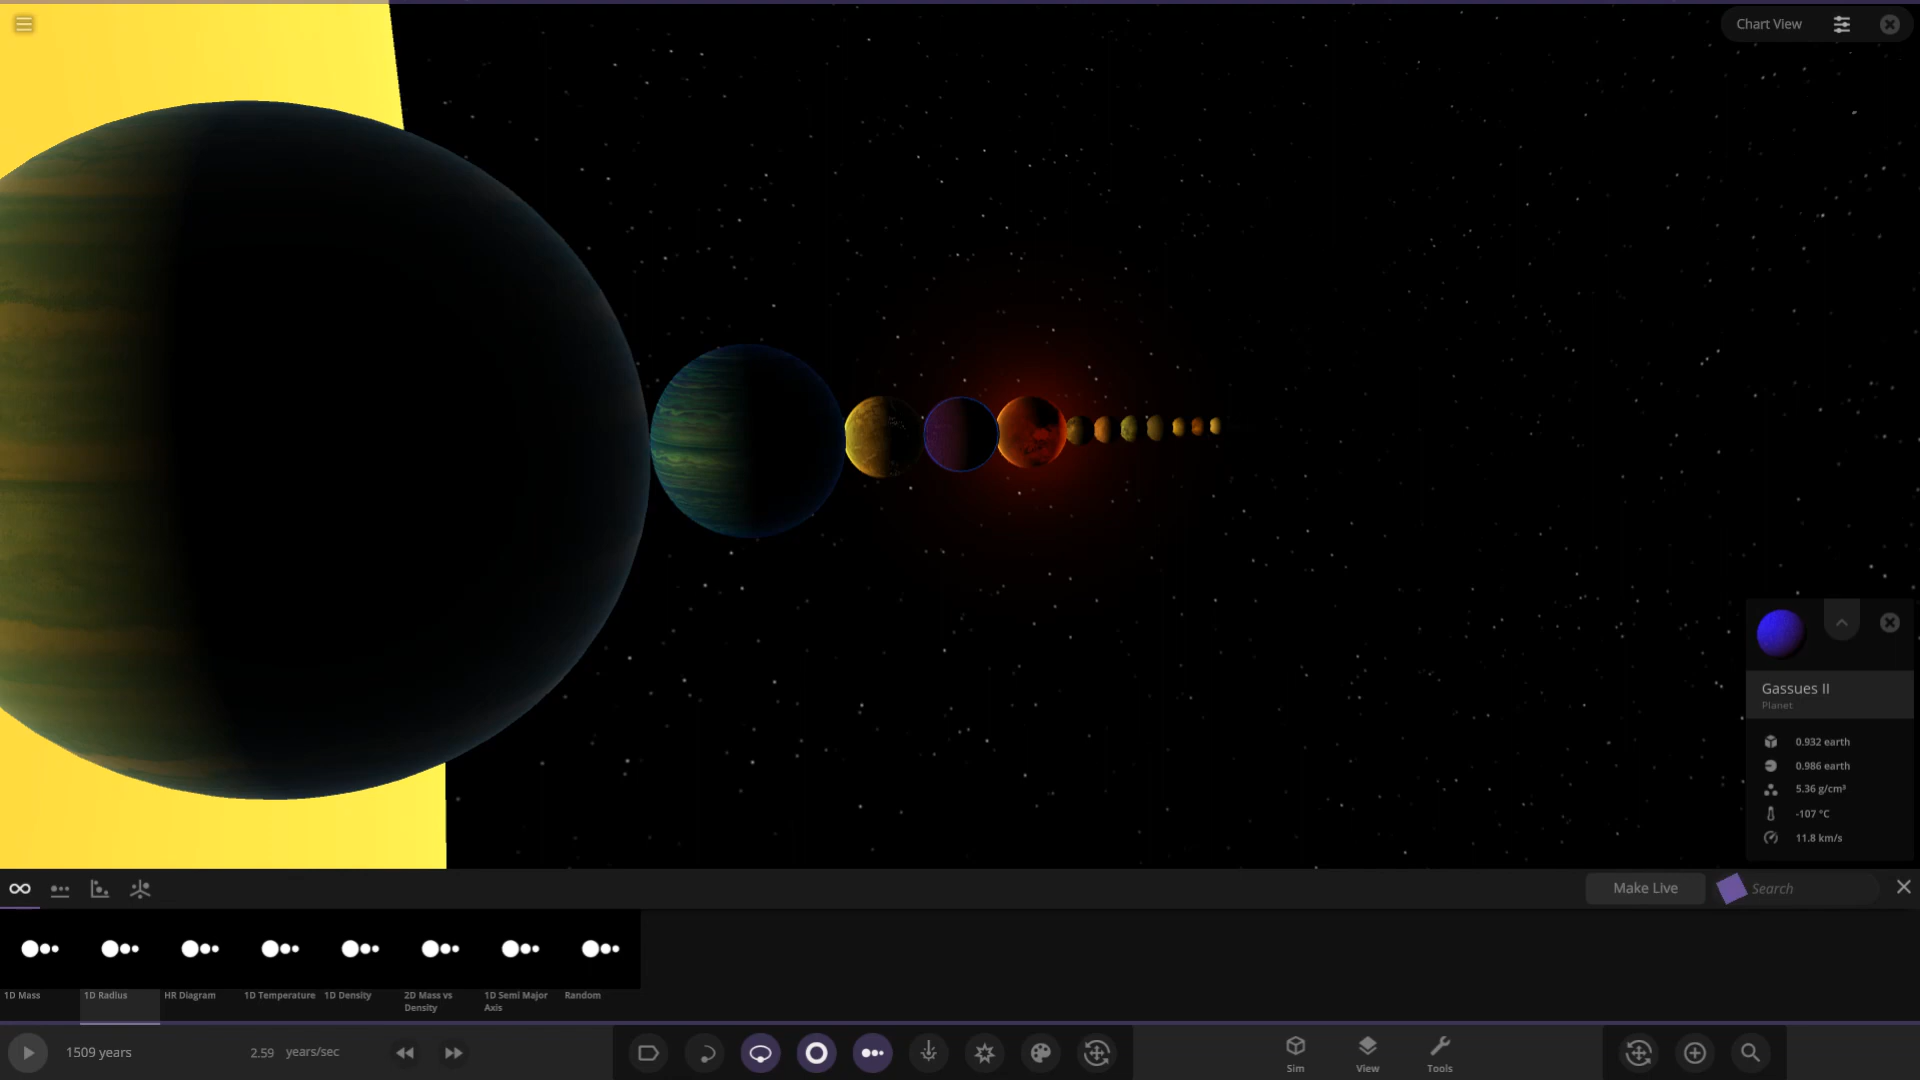 Chart View
Gassues II
Planet
0.932 earth
0.986 earth
5.36 g/cm³
-107 °C
11.8 km/s
Make Live
Search
1D Mass
1D Radius
HR Diagram
1D Temperature
1D Density
2D Mass vs
Density
1D Semi Major
Axis
Random
1509 years
2.59 years/sec
Sim
View
Tools